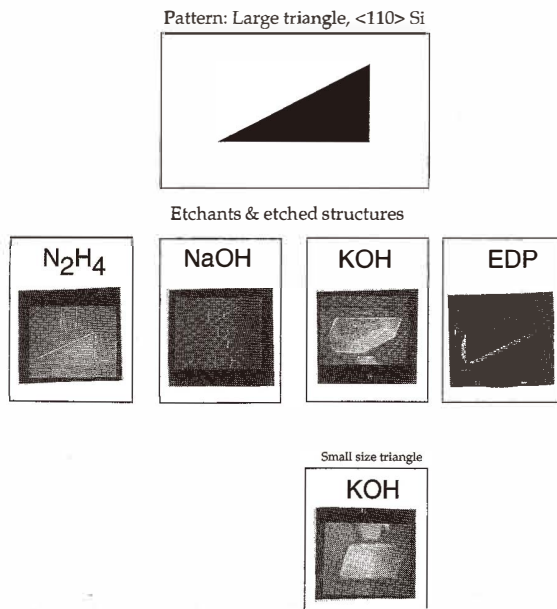 Pattern: Large triangle, <110> Si
Etchants & etched structures
N₂H₄
NaOH
KOH
EDP
Small size triangle
KOH